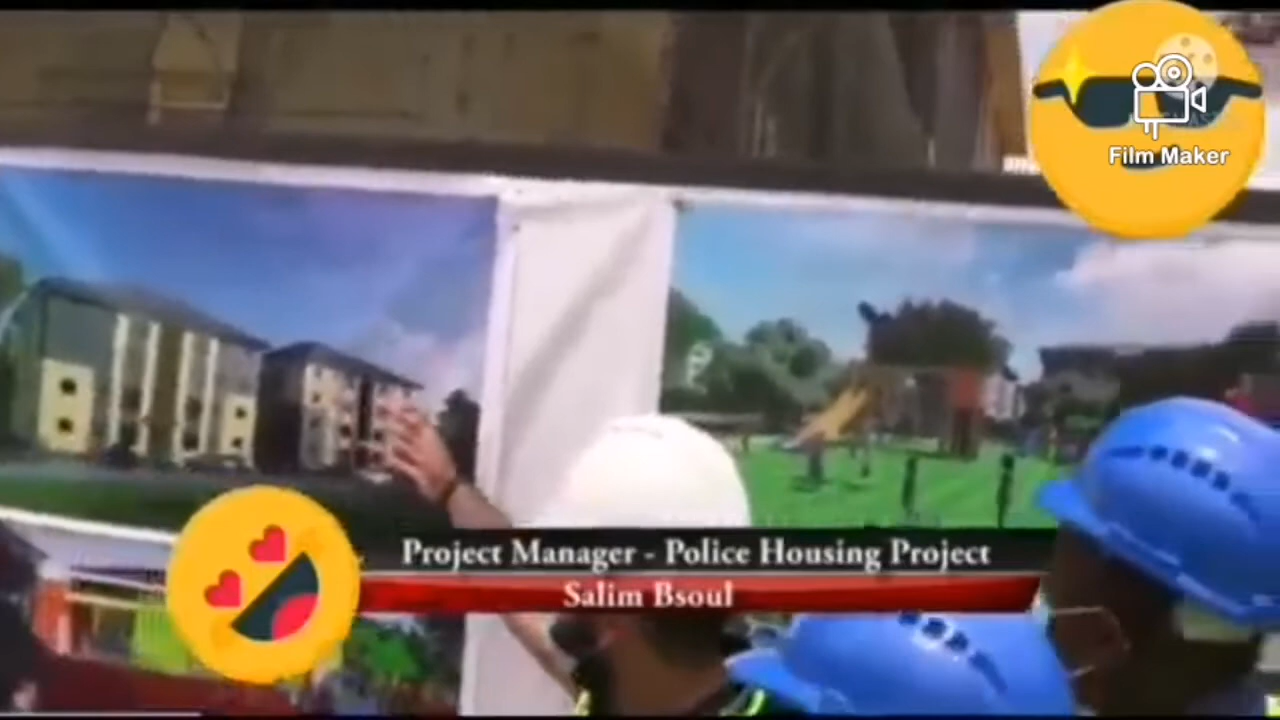 Film Maker
Project Manager - Police Housing Project
Salim Bsoul